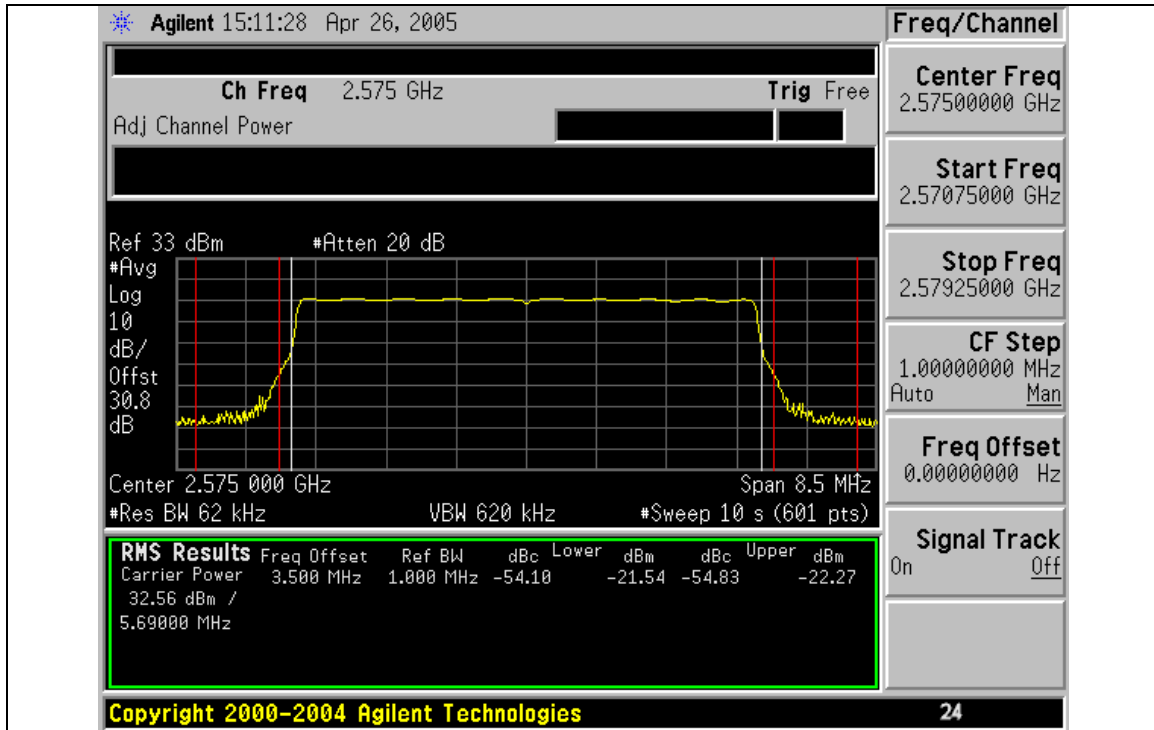 Agilent 15:11:28 Apr 26, 2005
Freq/Channel
Ch Freq 2.575 GHz Trig Free
Adj Channel Power
Center Freq
2.57500000 GHz
Start Freq
2.57075000 GHz
Stop Freq
2.57925000 GHz
CF Step
1.00000000 MHz
Auto Man
Freq Offset
0.00000000 Hz
Signal Track
On Off
Ref 33 dBm #Atten 20 dB
#Avg
Log
10
dB/
Offst
30.8
dB
Center 2.575 000 GHz Span 8.5 MHz
#Res BW 62 kHz VBW 620 kHz #Sweep 10 s (601 pts)
RMS Results Freq Offset Ref BW dBc Lower dBm dBc Upper dBm
Carrier Power 3.500 MHz 1.000 MHz -54.10 -21.54 -54.83 -22.27
32.56 dBm /
5.69000 MHz
Copyright 2000-2004 Agilent Technologies 24